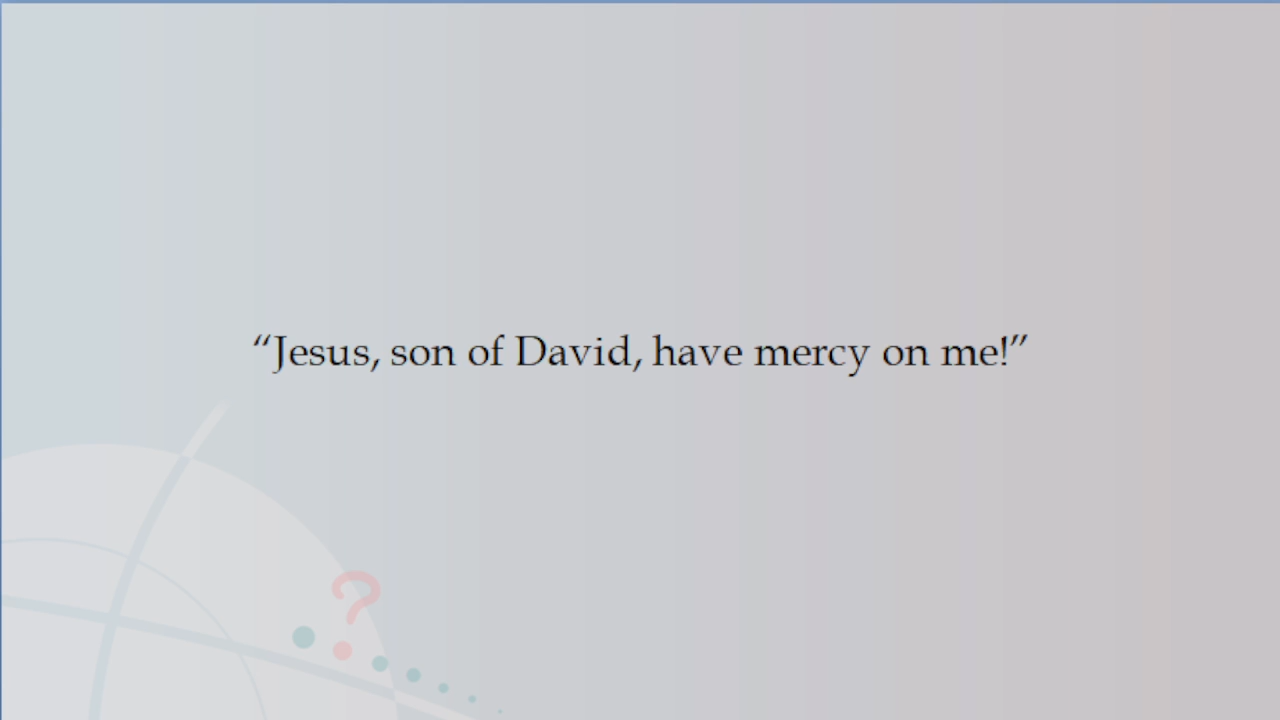 “Jesus, son of David, have mercy on me!”
?